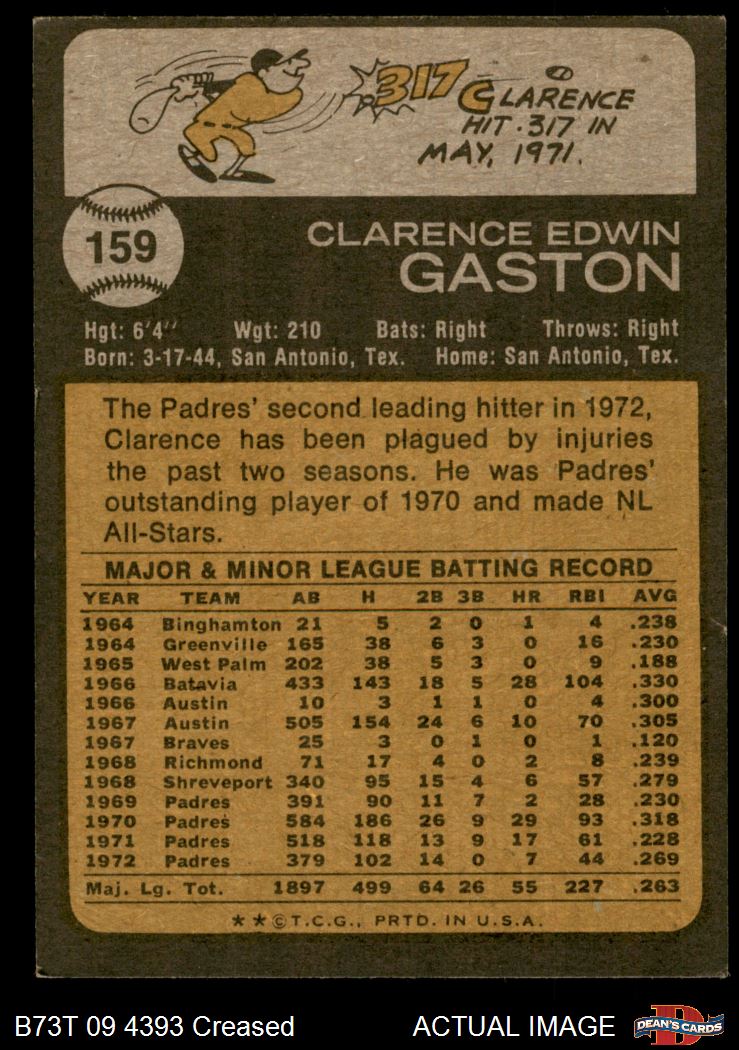 .317 CLARENCE
HIT .317 IN
MAY, 1971.
159
CLARENCE EDWIN
GASTON
Hgt: 6'4" Wgt: 210 Bats: Right Throws: Right
Born: 3-17-44, San Antonio, Tex. Home: San Antonio, Tex.
The Padres' second leading hitter in 1972,
Clarence has been plagued by injuries
the past two seasons. He was Padres'
outstanding player of 1970 and made NL
All-Stars.
MAJOR & MINOR LEAGUE BATTING RECORD
YEAR TEAM AB H 2B 3B HR RBI AVG
1964 Binghamton 21 5 2 0 1 4 .238
1964 Greenville 165 38 6 3 0 16 .230
1965 West Palm 202 38 5 3 0 9 .188
1966 Batavia 433 143 18 5 28 104 .330
1966 Austin 10 3 1 1 0 4 .300
1967 Austin 505 154 24 6 10 70 .305
1967 Braves 25 3 0 1 0 1 .120
1968 Richmond 71 17 4 0 2 8 .239
1968 Shreveport 340 95 15 4 6 57 .279
1969 Padres 391 90 11 7 2 28 .230
1970 Padres 584 186 26 9 29 93 .318
1971 Padres 518 118 13 9 17 61 .228
1972 Padres 379 102 14 0 7 44 .269
Maj. Lg. Tot. 1897 499 64 26 55 227 .263
**©T.C.G., PRTD. IN U.S.A.
B73T 09 4393 Creased ACTUAL IMAGE D DEAN'S CARDS